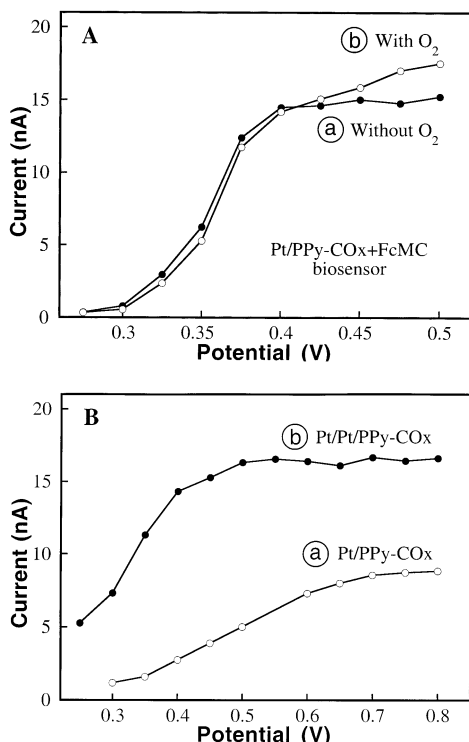 A
20
ⓑ With O₂
15
ⓐ Without O₂
Current (nA)
10
5
Pt/PPy-COx+FcMC
biosensor
0
0.3 0.35 0.4 0.45 0.5
Potential (V)
B
20
ⓑ Pt/Pt/PPy-COx
15
Current (nA)
10
ⓐ Pt/PPy-COx
5
0
0.3 0.4 0.5 0.6 0.7 0.8
Potential (V)